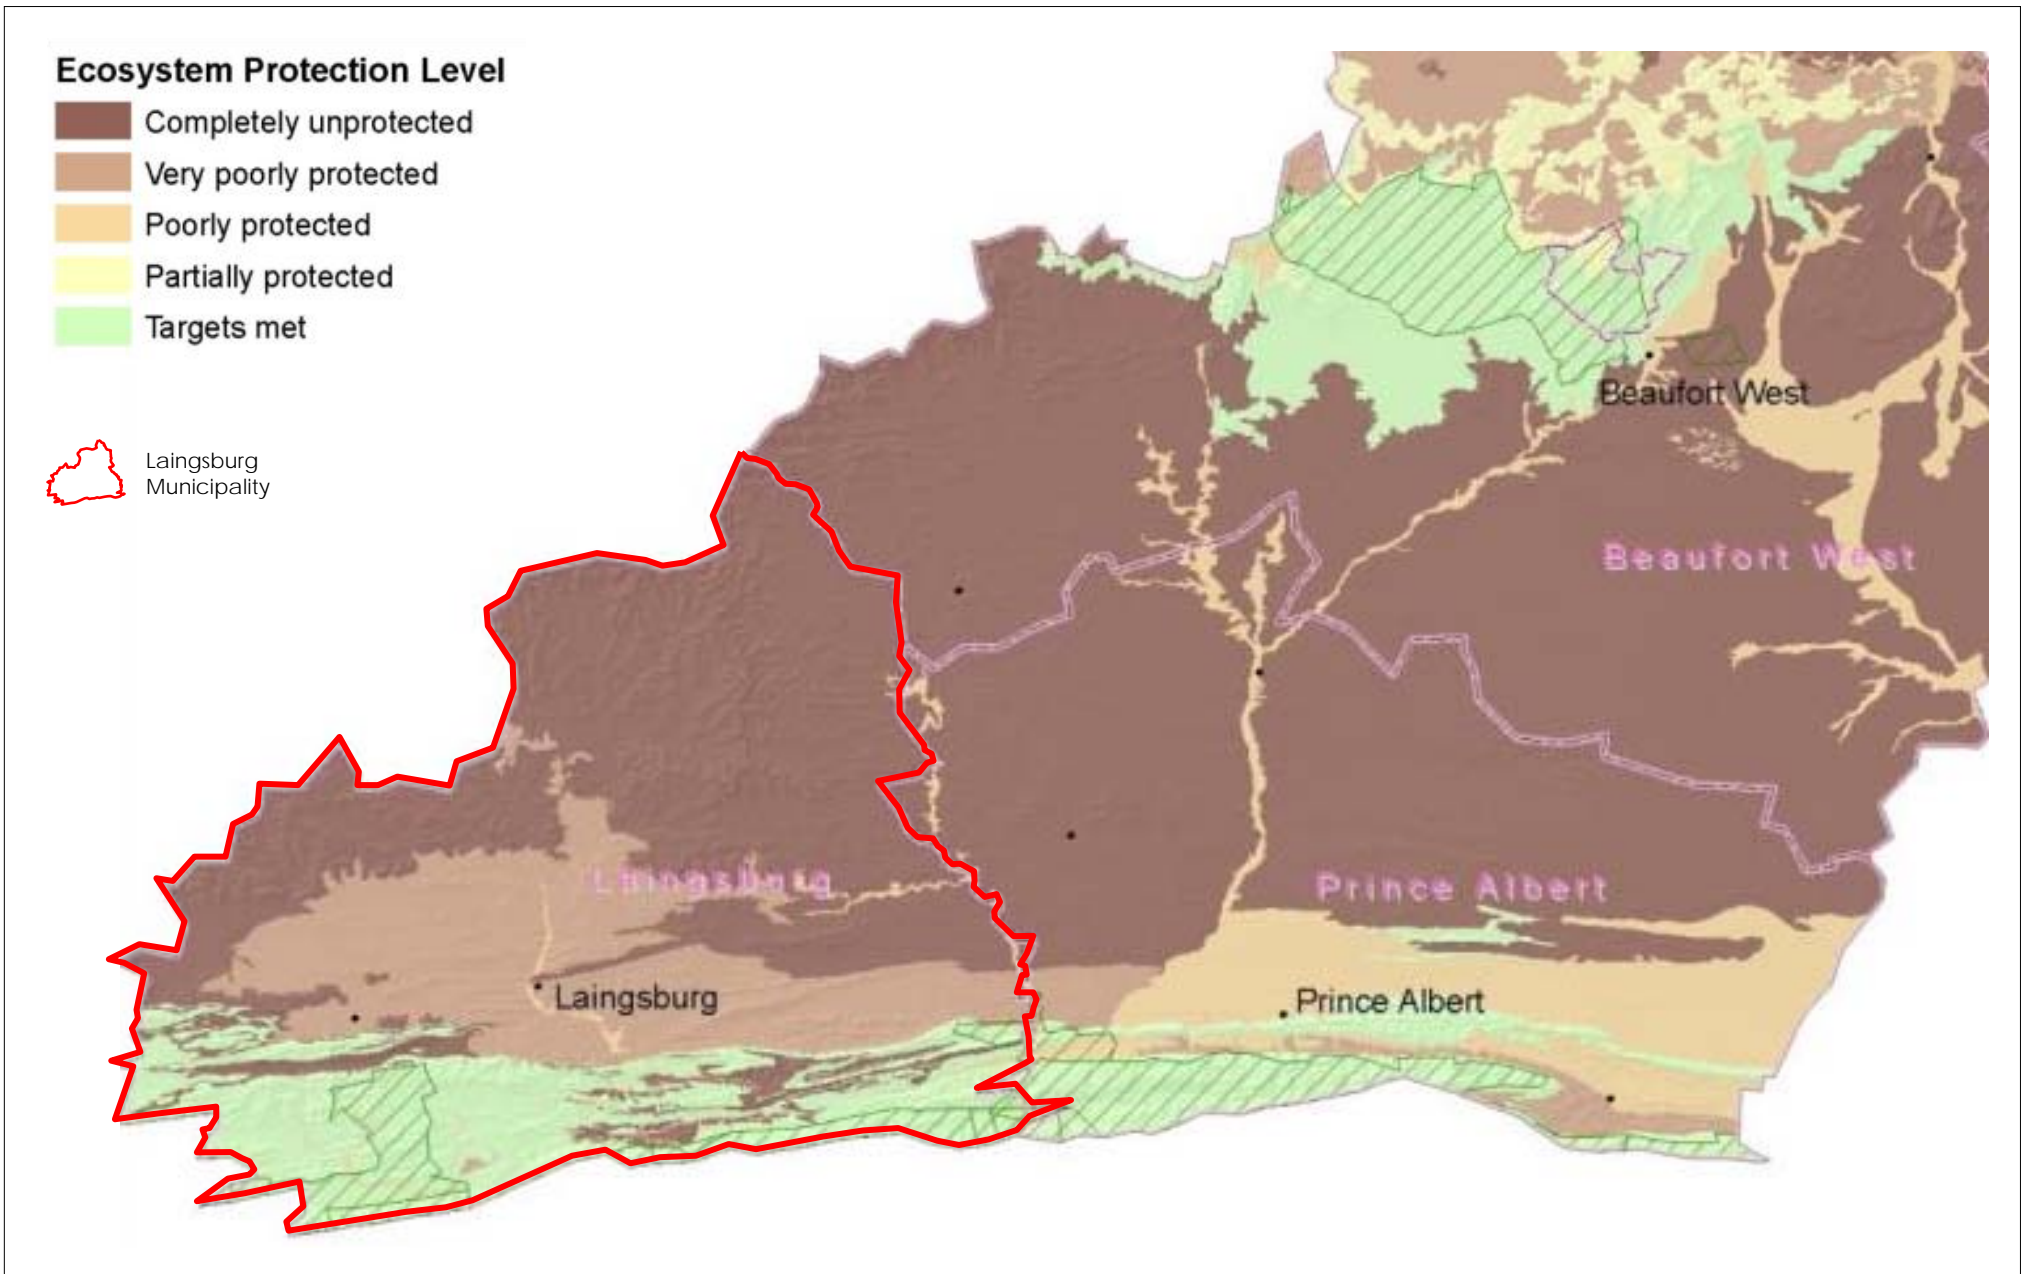 Ecosystem Protection Level
Completely unprotected
Very poorly protected
Poorly protected
Partially protected
Targets met
Laingsburg
Municipality
Beaufort West
Beaufort West
Laingsburg
Prince Albert
Laingsburg
Prince Albert